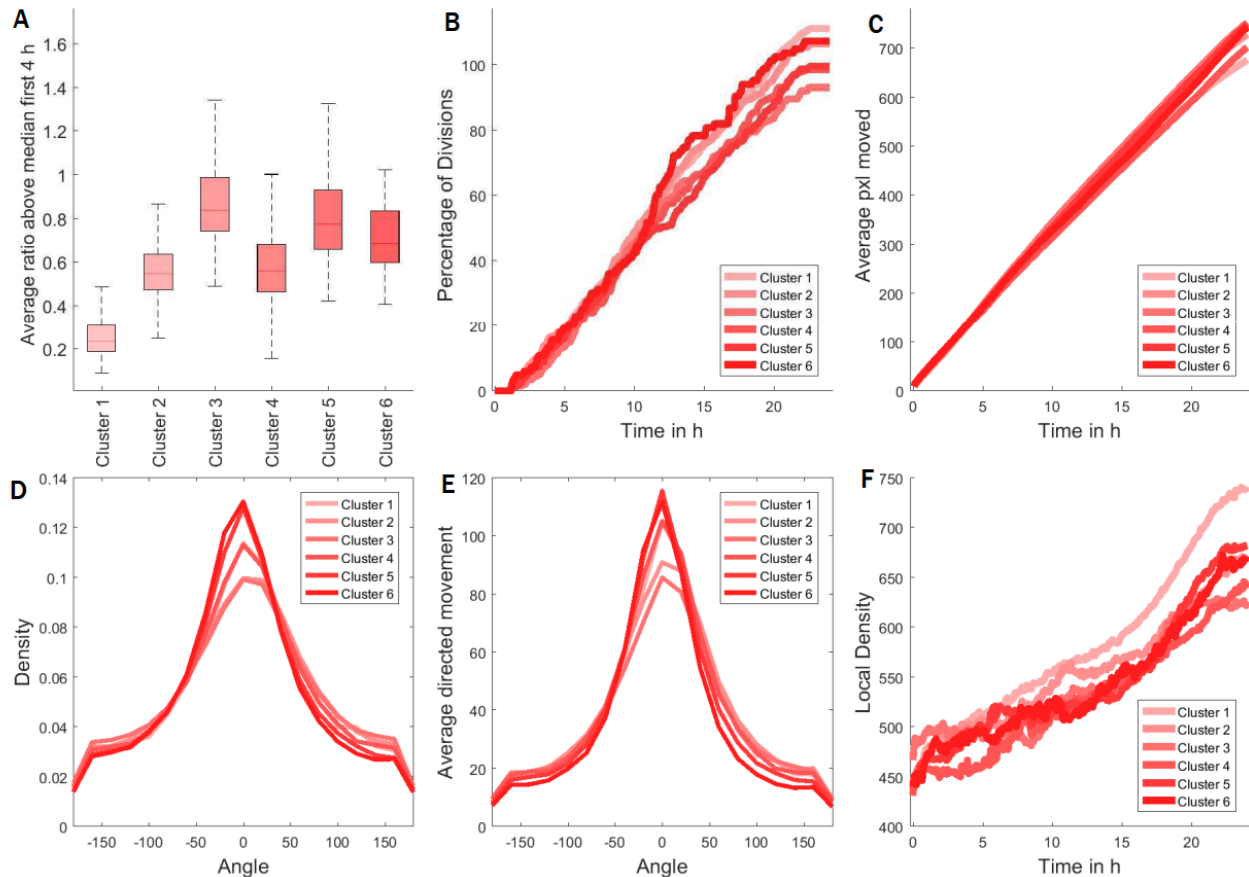 A
Average ratio above median first 4 h
1.6
1.4
1.2
1
0.8
0.6
0.4
0.2
Cluster 1
Cluster 2
Cluster 3
Cluster 4
Cluster 5
Cluster 6
B
Percentage of Divisions
100
80
60
40
20
0
0 5 10 15 20
Time in h
Cluster 1
Cluster 2
Cluster 3
Cluster 4
Cluster 5
Cluster 6
C
Average pxl moved
700
600
500
400
300
200
100
0
0 5 10 15 20
Time in h
Cluster 1
Cluster 2
Cluster 3
Cluster 4
Cluster 5
Cluster 6
D
Density
0.14
0.12
0.1
0.08
0.06
0.04
0.02
0
-150 -100 -50 0 50 100 150
Angle
Cluster 1
Cluster 2
Cluster 3
Cluster 4
Cluster 5
Cluster 6
E
Average directed movement
120
100
80
60
40
20
0
-150 -100 -50 0 50 100 150
Angle
Cluster 1
Cluster 2
Cluster 3
Cluster 4
Cluster 5
Cluster 6
F
Local Density
750
700
650
600
550
500
450
400
0 5 10 15 20
Time in h
Cluster 1
Cluster 2
Cluster 3
Cluster 4
Cluster 5
Cluster 6